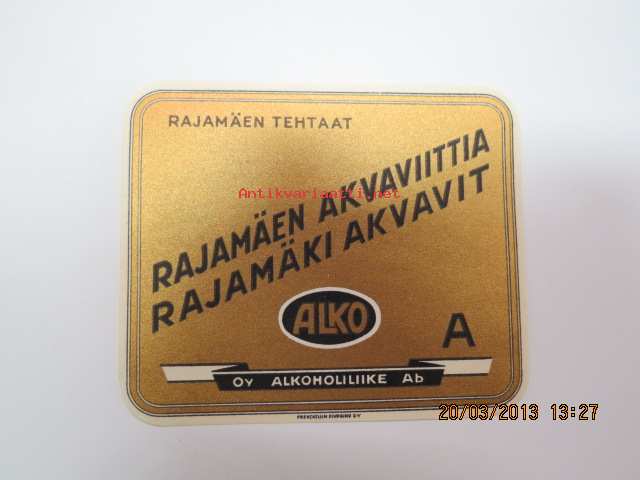 RAJAMÄEN TEHTAAT
Antikvariaatti.net
RAJAMÄEN AKVAVIITTIA
RAJAMÄKI AKVAVIT
ALKO
A
Oy ALKOHOLILIIKE Ab
20/03/2013 13:27